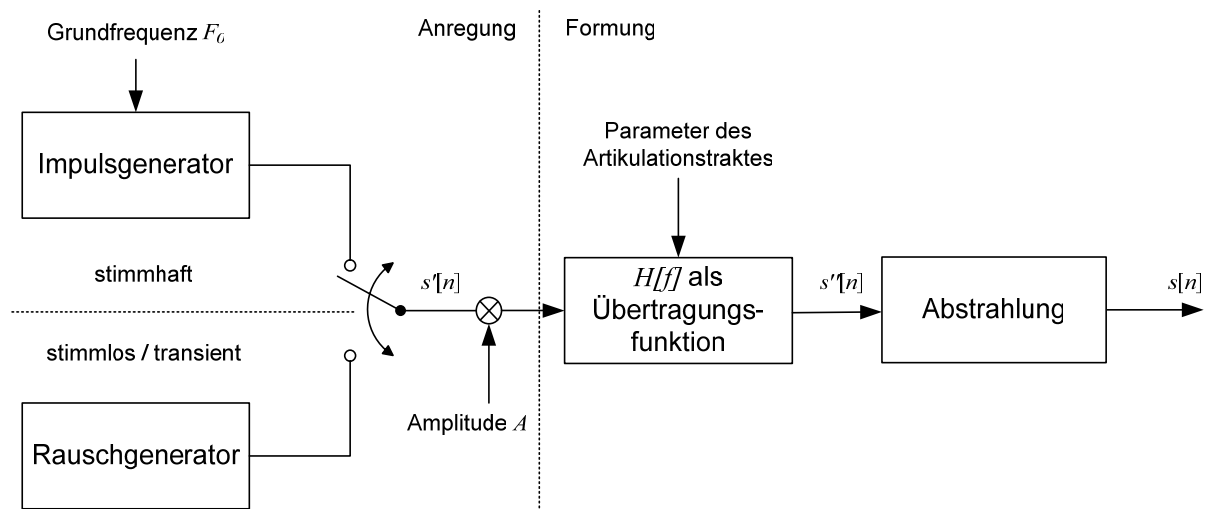 Grundfrequenz F₀
Anregung
Formung
Impulsgenerator
Parameter des
Artikulationstraktes
stimmhaft
s'[n]
H[f] als
Übertragungs-
funktion
s''[n]
Abstrahlung
s[n]
stimmlos / transient
Amplitude A
Rauschgenerator